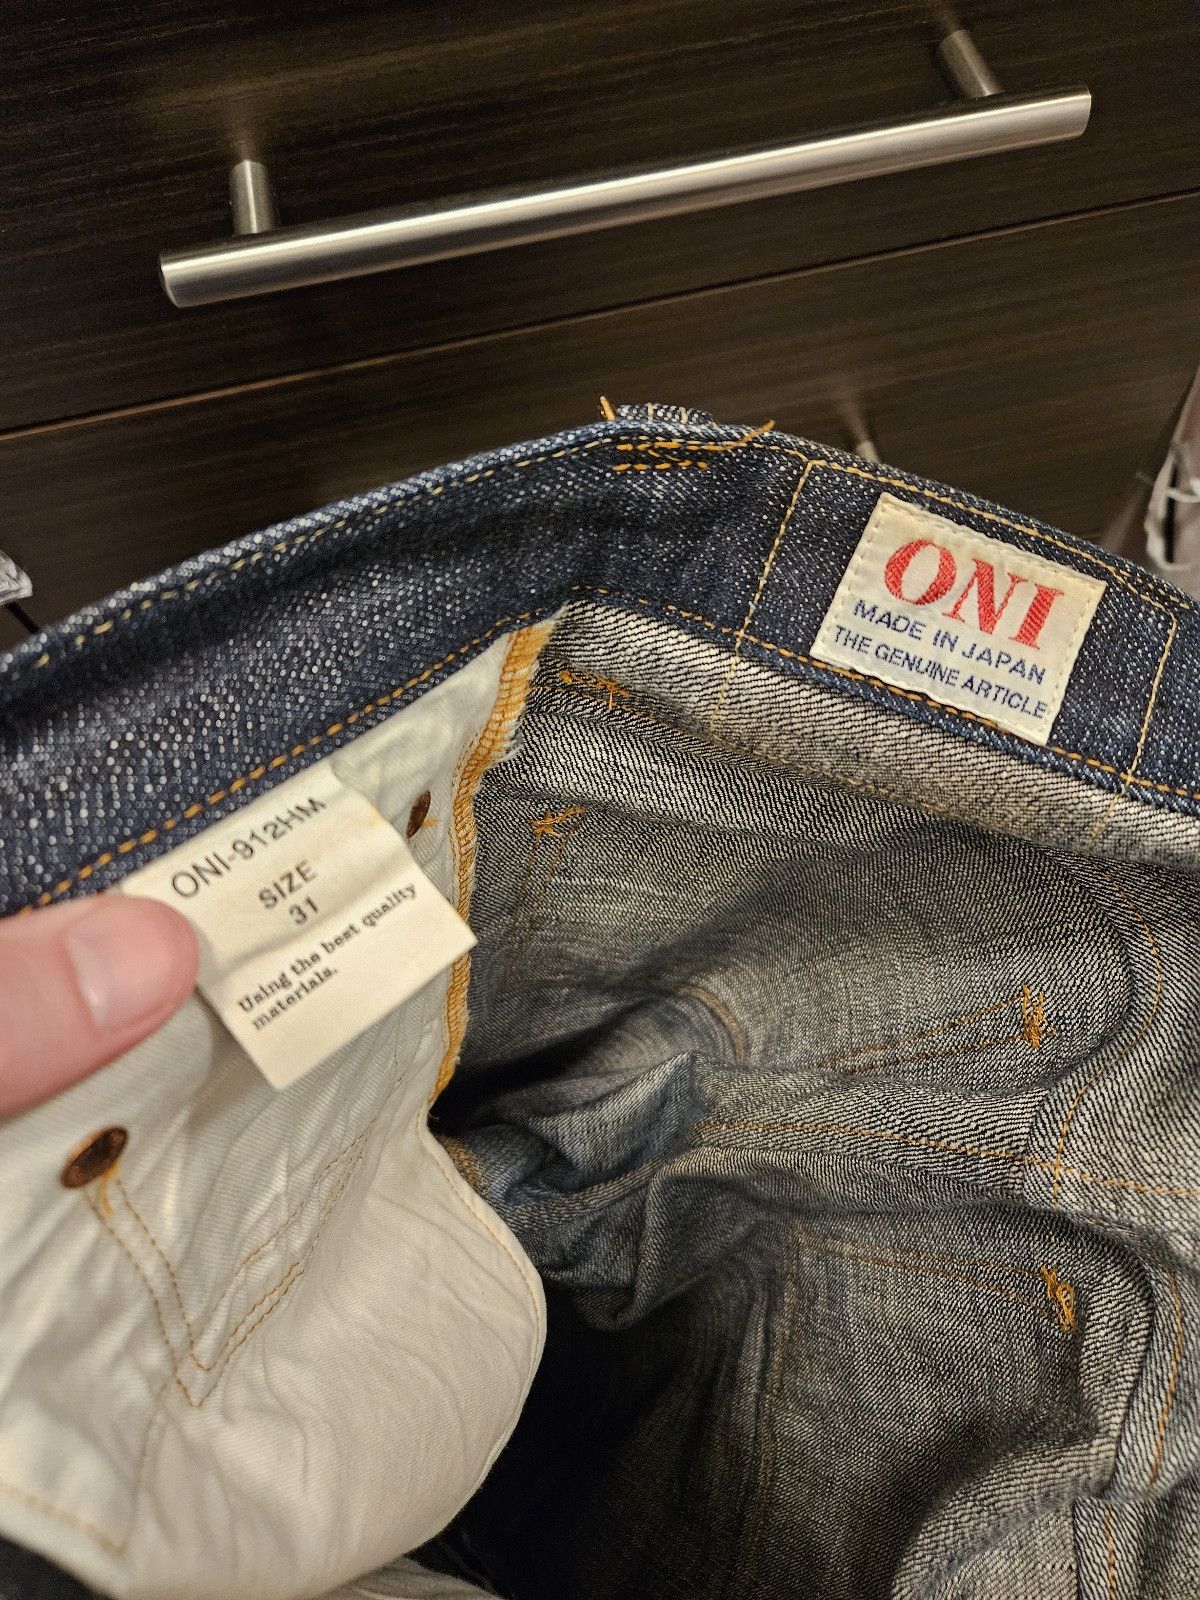 ONI
MADE IN JAPAN
THE GENUINE ARTICLE
ONI-912HM
SIZE
31
Using the best quality
materials.